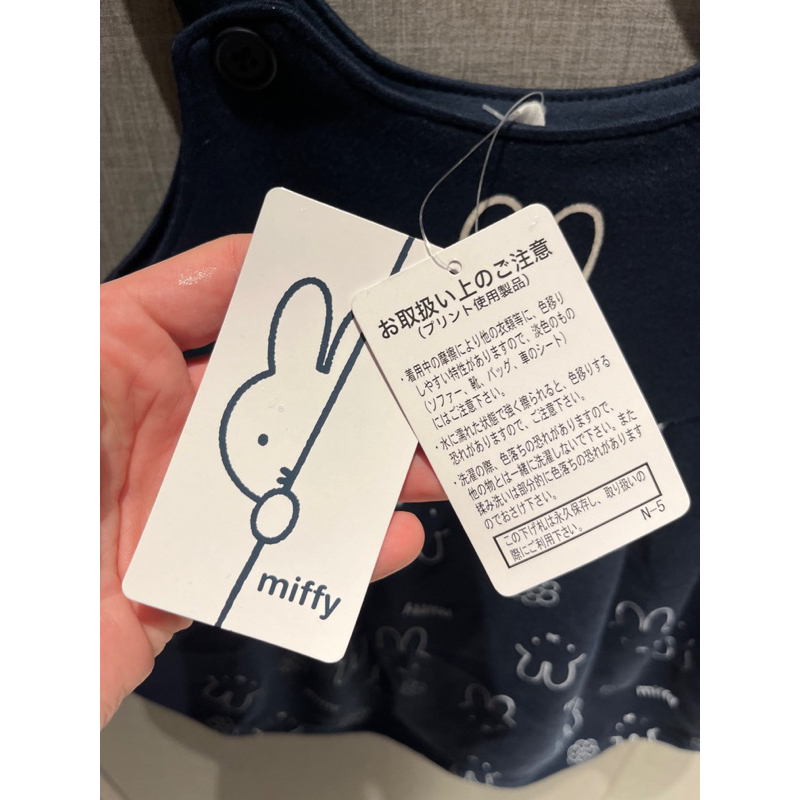 miffy
お取扱い上のご注意
(プリント使用製品)
・着用中の摩擦により他の衣類等に、色移り
しやすい特性がありますので、淡色のもの
(ソファー、靴、バッグ、車のシート)
にはご注意下さい。
・水に濡れた状態で強く擦られると、色移りする
恐れがありますので、ご注意下さい。
・洗濯の際、色落ちの恐れがありますので、
他の物とは一緒に洗濯しないで下さい。また
揉み洗いは部分的に色落ちの恐れがあります
のでおさけ下さい。
この下げ札は永久保存し、取り扱いの
際にご利用下さい。
N-5
miffy